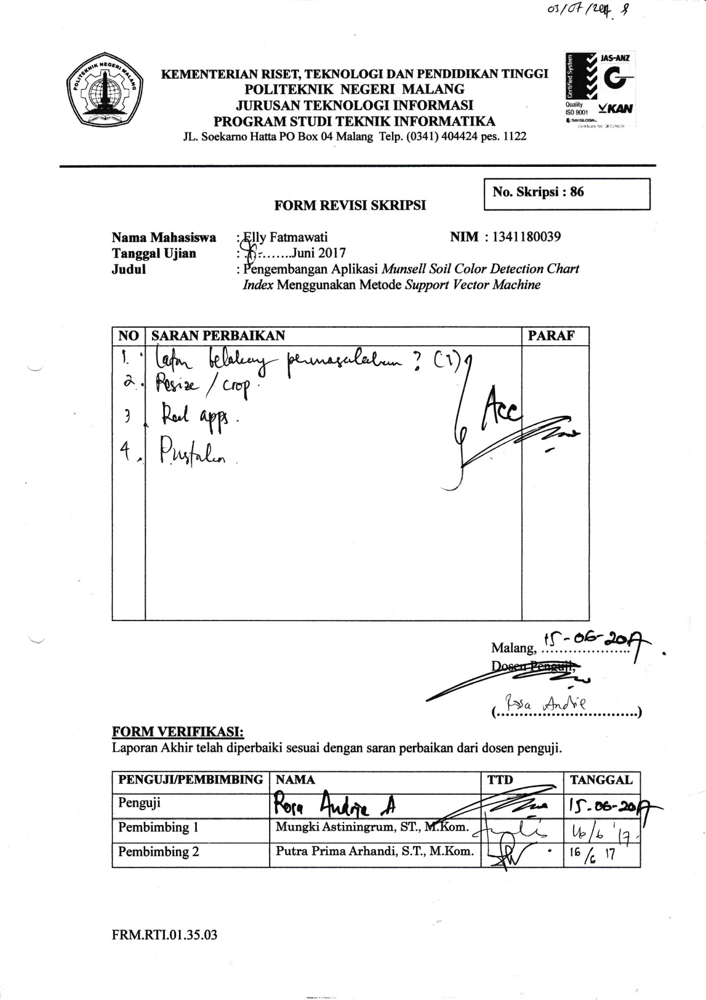 03/07/2017
POLITEKNIK NEGERI MALANG
Certified System
JAS-ANZ
Quality
ISO 9001
KAN
SAI GLOBAL
KEMENTERIAN RISET, TEKNOLOGI DAN PENDIDIKAN TINGGI
POLITEKNIK NEGERI MALANG
JURUSAN TEKNOLOGI INFORMASI
PROGRAM STUDI TEKNIK INFORMATIKA
JL. Soekarno Hatta PO Box 04 Malang Telp. (0341) 404424 pes. 1122
No. Skripsi : 86
FORM REVISI SKRIPSI
Nama Mahasiswa : Elly Fatmawati NIM : 1341180039
Tanggal Ujian : ........Juni 2017
Judul : Pengembangan Aplikasi Munsell Soil Color Detection Chart
Index Menggunakan Metode Support Vector Machine
NO SARAN PERBAIKAN PARAF
1. Latar belakang permasalahan ? (1)
2. Resize / crop.
3. Real apps.
4. Pustaka.
Acc
Malang, 15-06-2017
Dosen Penguji,
(Rosa Andrie)
FORM VERIFIKASI:
Laporan Akhir telah diperbaiki sesuai dengan saran perbaikan dari dosen penguji.
PENGUJI/PEMBIMBING NAMA TTD TANGGAL
Penguji Rosa Andrie A 15-06-2017
Pembimbing 1 Mungki Astiningrum, ST., M.Kom. 16/6 '17
Pembimbing 2 Putra Prima Arhandi, S.T., M.Kom. 16/6 17
FRM.RTI.01.35.03